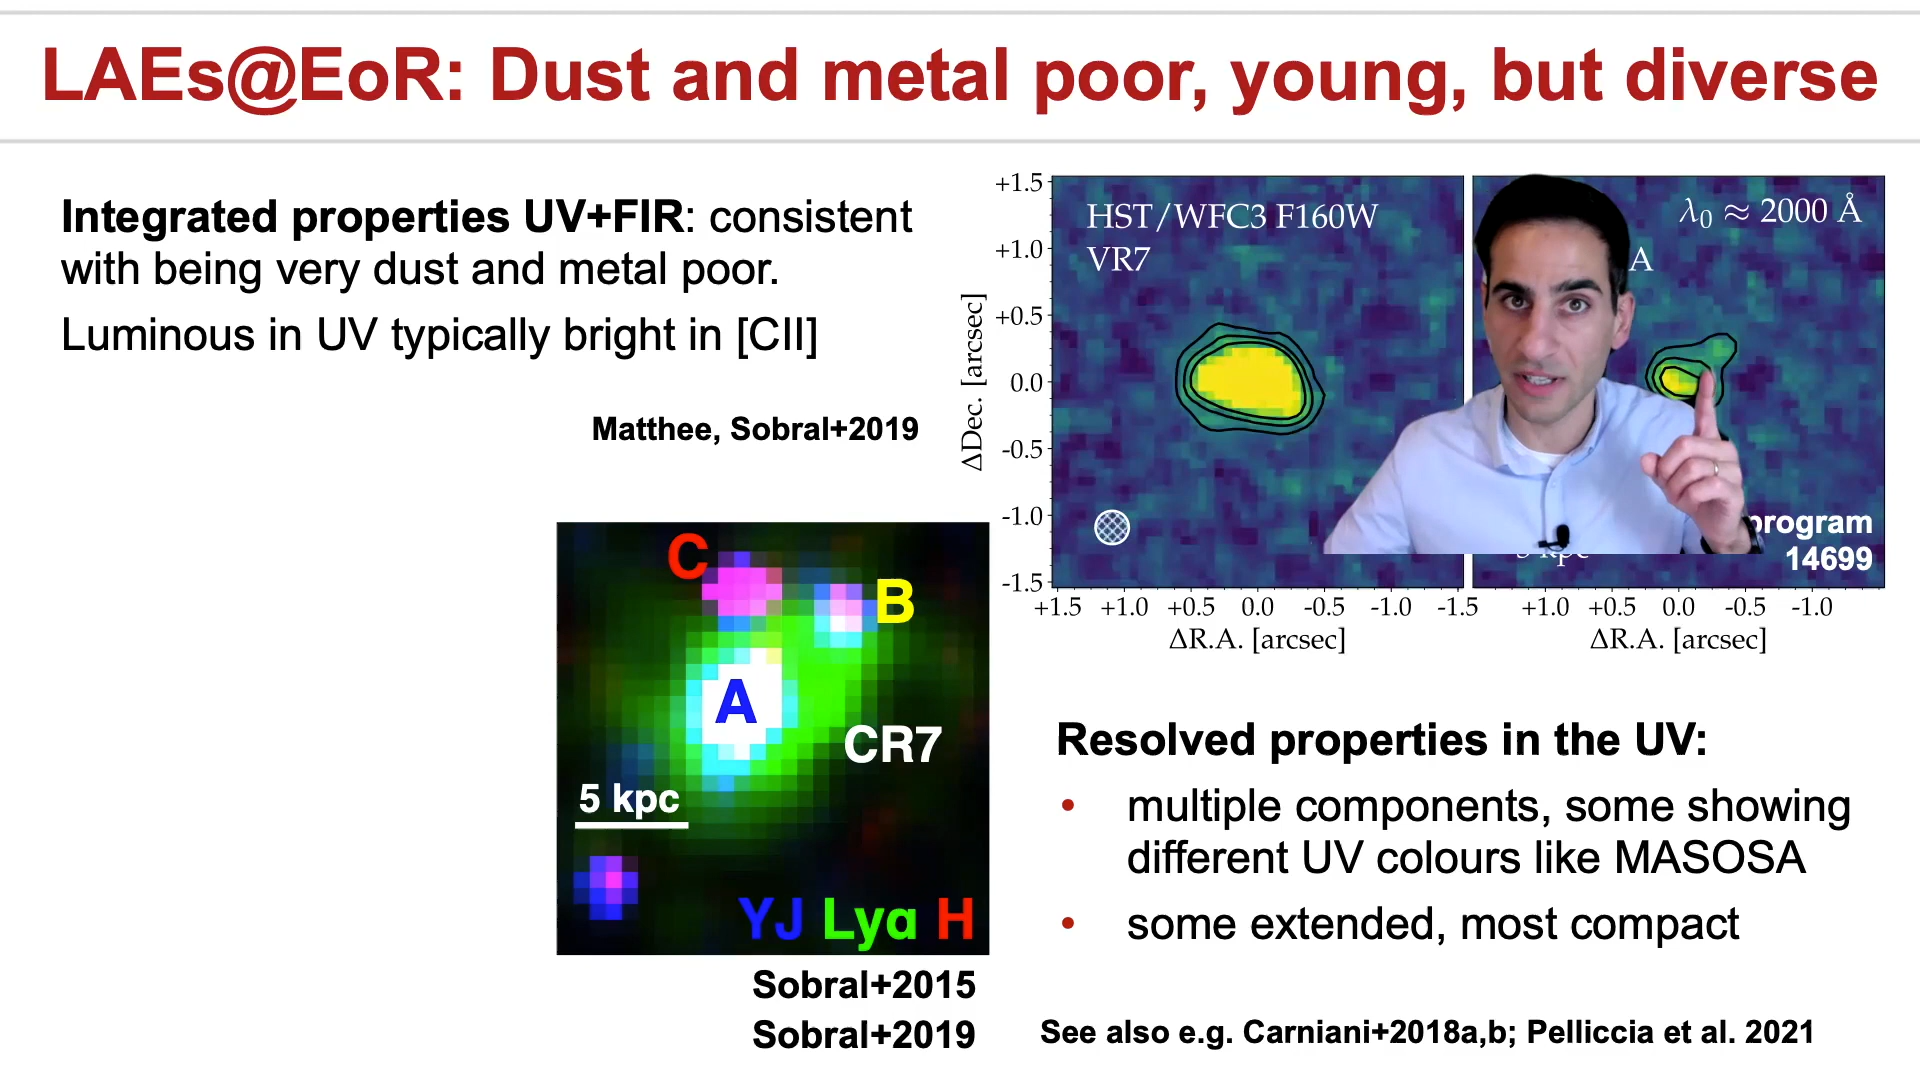 LAEs@EoR: Dust and metal poor, young, but diverse
Integrated properties UV+FIR: consistent
with being very dust and metal poor.
Luminous in UV typically bright in [CII]
Matthee, Sobral+2019
HST/WFC3 F160W
VR7
λ₀ ≈ 2000 Å
A
program
14699
+1.5
+1.0
+0.5
0.0
-0.5
-1.0
-1.5
ΔDec. [arcsec]
+1.5 +1.0 +0.5 0.0 -0.5 -1.0 -1.5
+1.0 +0.5 0.0 -0.5 -1.0
ΔR.A. [arcsec]
ΔR.A. [arcsec]
C
B
A
CR7
5 kpc
YJ Lyα H
Sobral+2015
Sobral+2019
Resolved properties in the UV:
• multiple components, some showing
different UV colours like MASOSA
• some extended, most compact
See also e.g. Carniani+2018a,b; Pelliccia et al. 2021